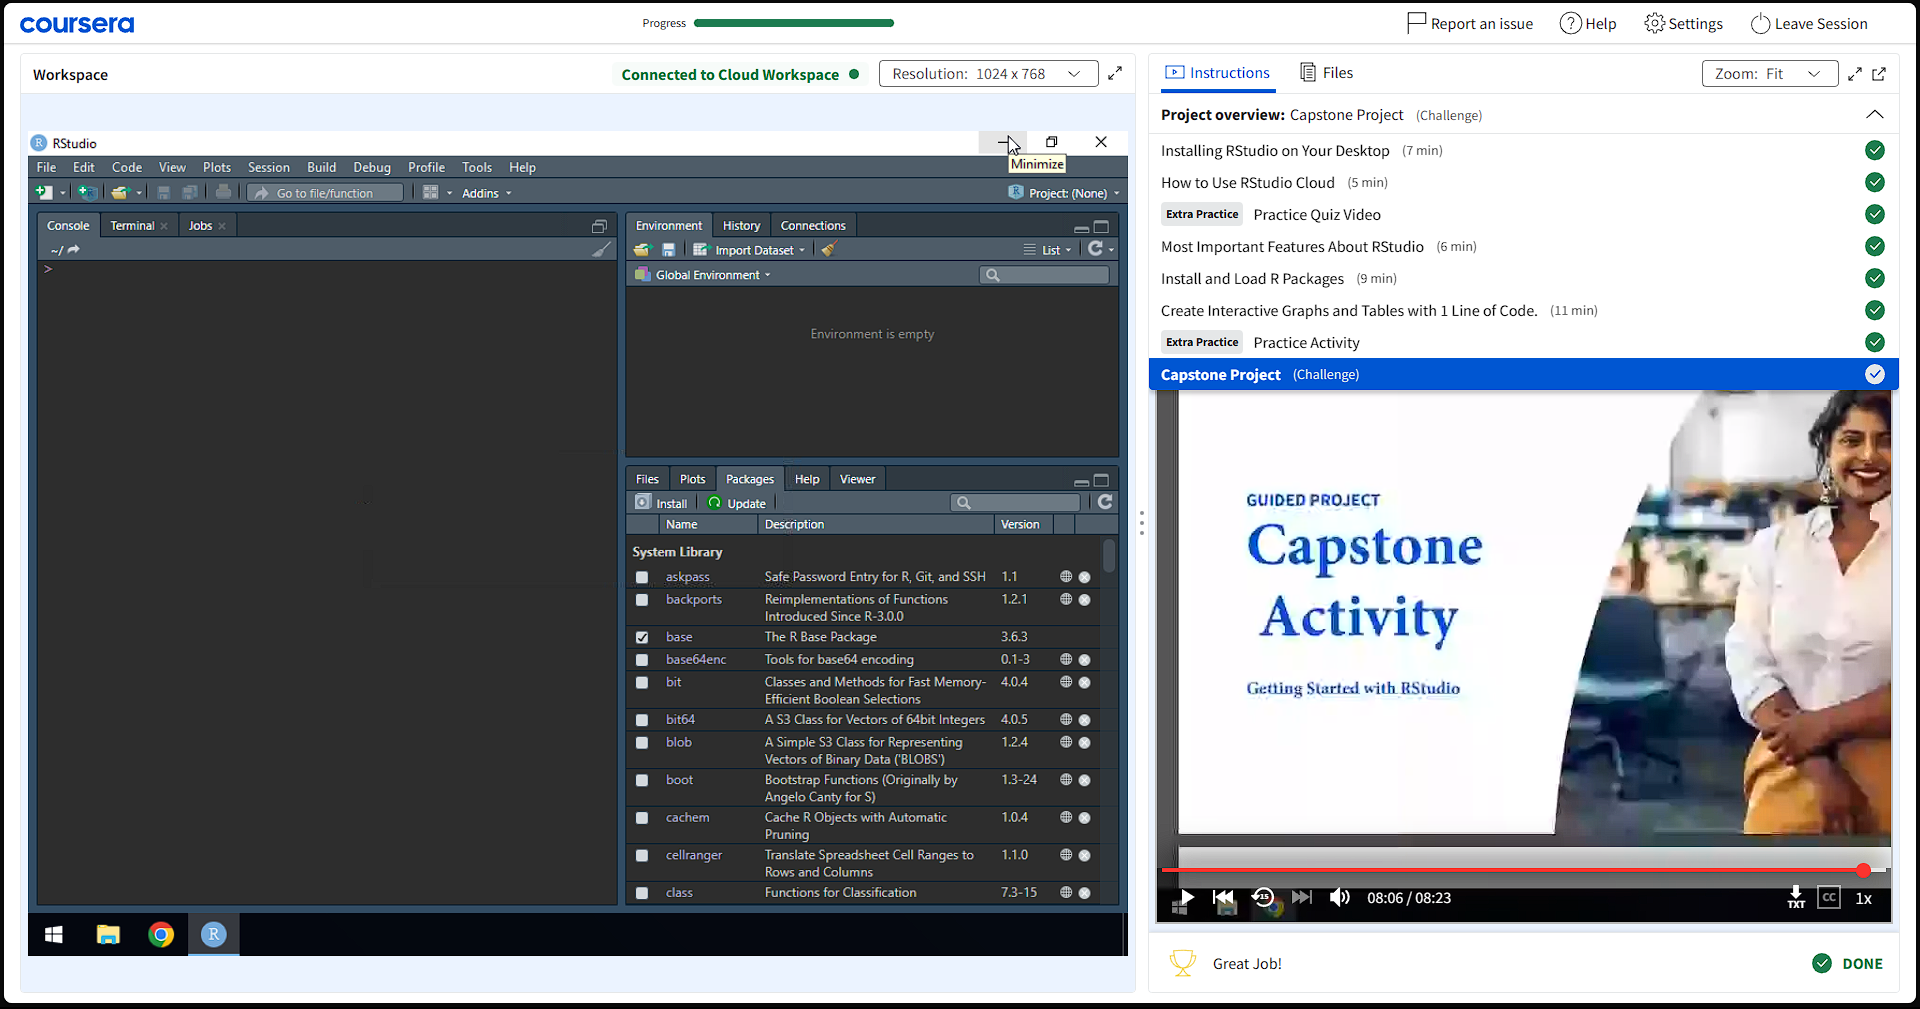 coursera
Progress
Report an issue
Help
Settings
Leave Session
Workspace
Connected to Cloud Workspace
Resolution: 1024 x 768
RStudio
Minimize
File Edit Code View Plots Session Build Debug Profile Tools Help
Go to file/function
Addins
Project: (None)
Console
Terminal
Jobs
~/
>
Environment
History
Connections
Import Dataset
List
Global Environment
Environment is empty
Files
Plots
Packages
Help
Viewer
Install
Update
Name Description Version
System Library
askpass Safe Password Entry for R, Git, and SSH 1.1
backports Reimplementations of Functions 1.2.1
Introduced Since R-3.0.0
base The R Base Package 3.6.3
base64enc Tools for base64 encoding 0.1-3
bit Classes and Methods for Fast Memory- 4.0.4
Efficient Boolean Selections
bit64 A S3 Class for Vectors of 64bit Integers 4.0.5
blob A Simple S3 Class for Representing 1.2.4
Vectors of Binary Data ('BLOBS')
boot Bootstrap Functions (Originally by 1.3-24
Angelo Canty for S)
cachem Cache R Objects with Automatic 1.0.4
Pruning
cellranger Translate Spreadsheet Cell Ranges to 1.1.0
Rows and Columns
class Functions for Classification 7.3-15
R
Instructions
Files
Zoom: Fit
Project overview: Capstone Project (Challenge)
Installing RStudio on Your Desktop (7 min)
How to Use RStudio Cloud (5 min)
Extra Practice Practice Quiz Video
Most Important Features About RStudio (6 min)
Install and Load R Packages (9 min)
Create Interactive Graphs and Tables with 1 Line of Code. (11 min)
Extra Practice Practice Activity
Capstone Project (Challenge)
GUIDED PROJECT
Capstone
Activity
Getting Started with RStudio
15
08:06 / 08:23
TXT
CC
1x
Great Job!
DONE